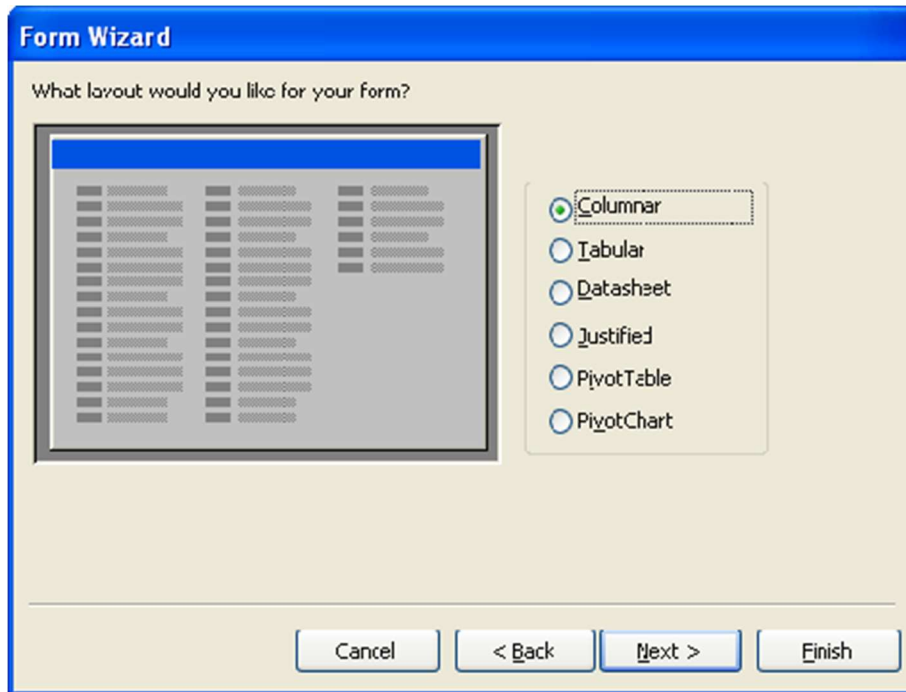 Form Wizard
What layout would you like for your form?
Columnar
Tabular
Datasheet
Justified
PivotTable
PivotChart
Cancel
< Back
Next >
Finish